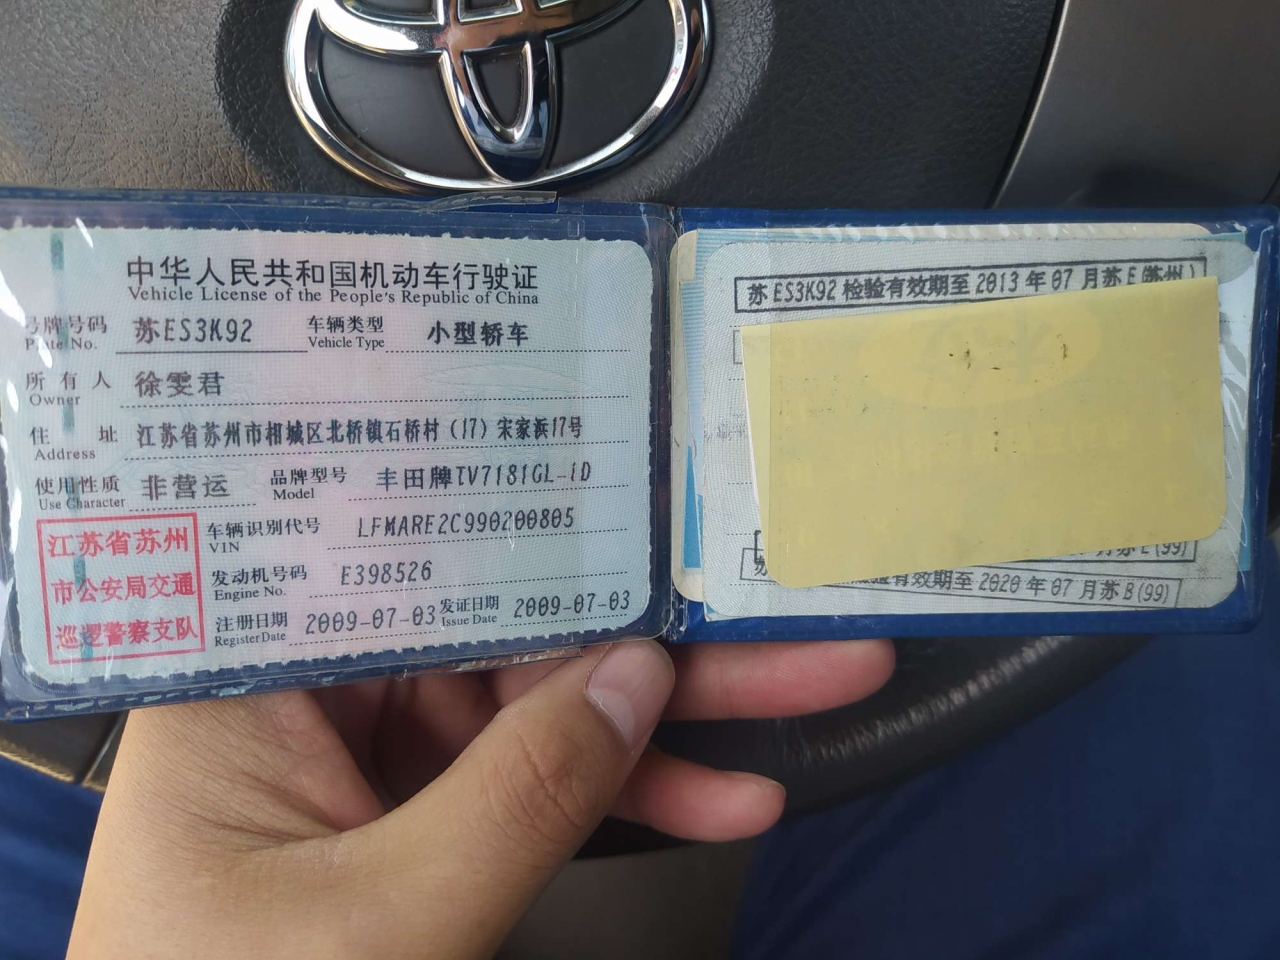 中华人民共和国机动车行驶证
Vehicle License of the People's Republic of China
号牌号码 苏ES3K92 车辆类型 小型轿车
Plate No. Vehicle Type
所有人 徐雯君
Owner
住址 江苏省苏州市相城区北桥镇石桥村(17)宋家浜17号
Address
使用性质 非营运 品牌型号 丰田牌TV7181GL-iD
Use Character Model
车辆识别代号 LFMARE2C990200805
VIN
发动机号码 E398526
Engine No.
注册日期 2009-07-03 发证日期 2009-07-03
Register Date Issue Date
江苏省苏州
市公安局交通
巡逻警察支队
苏ES3K92 检验有效期至 2013 年 07 月苏E(苏州)
月苏E(99)
苏 检验有效期至 2020 年 07 月苏B(99)